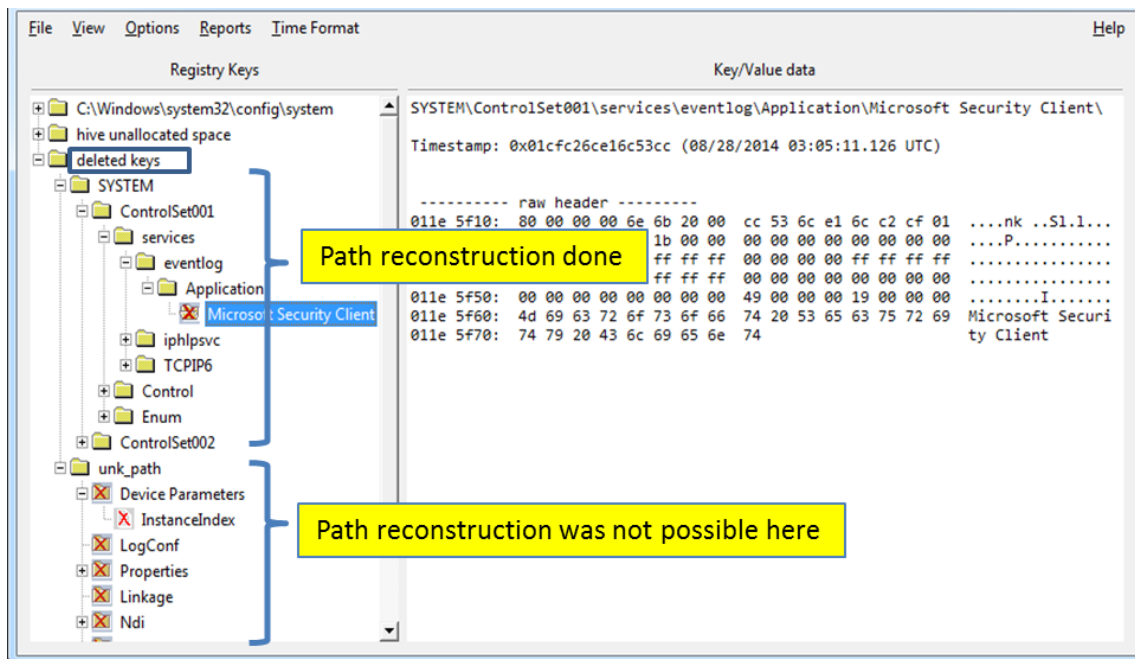 File View Options Reports Time Format Help
Registry Keys
Key/Value data
C:\Windows\system32\config\system
hive unallocated space
deleted keys
SYSTEM
ControlSet001
services
eventlog
Application
Microsoft Security Client
iphlpsvc
TCPIP6
Control
Enum
ControlSet002
unk_path
Device Parameters
InstanceIndex
LogConf
Properties
Linkage
Ndi
Path reconstruction done
Path reconstruction was not possible here
SYSTEM\ControlSet001\services\eventlog\Application\Microsoft Security Client\
Timestamp: 0x01cfc26ce16c53cc (08/28/2014 03:05:11.126 UTC)
---------- raw header ---------
011e 5f10: 80 00 00 00 6e 6b 20 00 cc 53 6c e1 6c c2 cf 01 ....nk ..Sl.l...
1b 00 00 00 00 00 00 00 00 00 00 ....P...........
ff ff ff 00 00 00 00 ff ff ff ff ................
ff ff ff 00 00 00 00 00 00 00 00 ................
011e 5f50: 00 00 00 00 00 00 00 00 49 00 00 00 19 00 00 00 ........I.......
011e 5f60: 4d 69 63 72 6f 73 6f 66 74 20 53 65 63 75 72 69 Microsoft Securi
011e 5f70: 74 79 20 43 6c 69 65 6e 74 ty Client